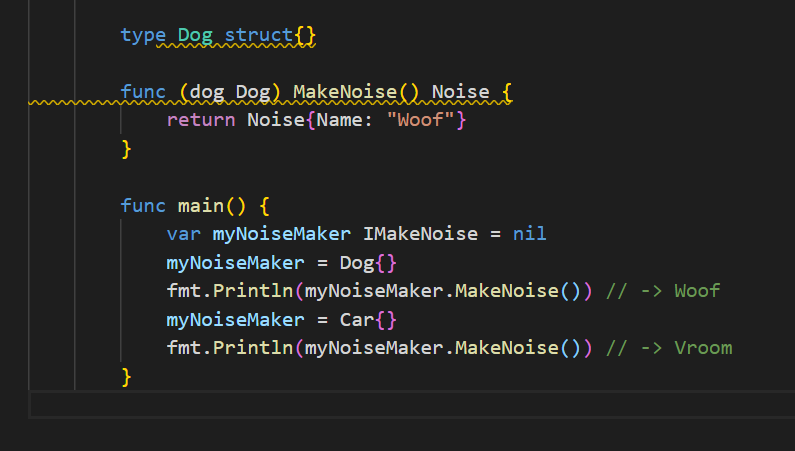 type Dog struct{}
func (dog Dog) MakeNoise() Noise {
return Noise{Name: "Woof"}
}
func main() {
var myNoiseMaker IMakeNoise = nil
myNoiseMaker = Dog{}
fmt.Println(myNoiseMaker.MakeNoise()) // -> Woof
myNoiseMaker = Car{}
fmt.Println(myNoiseMaker.MakeNoise()) // -> Vroom
}